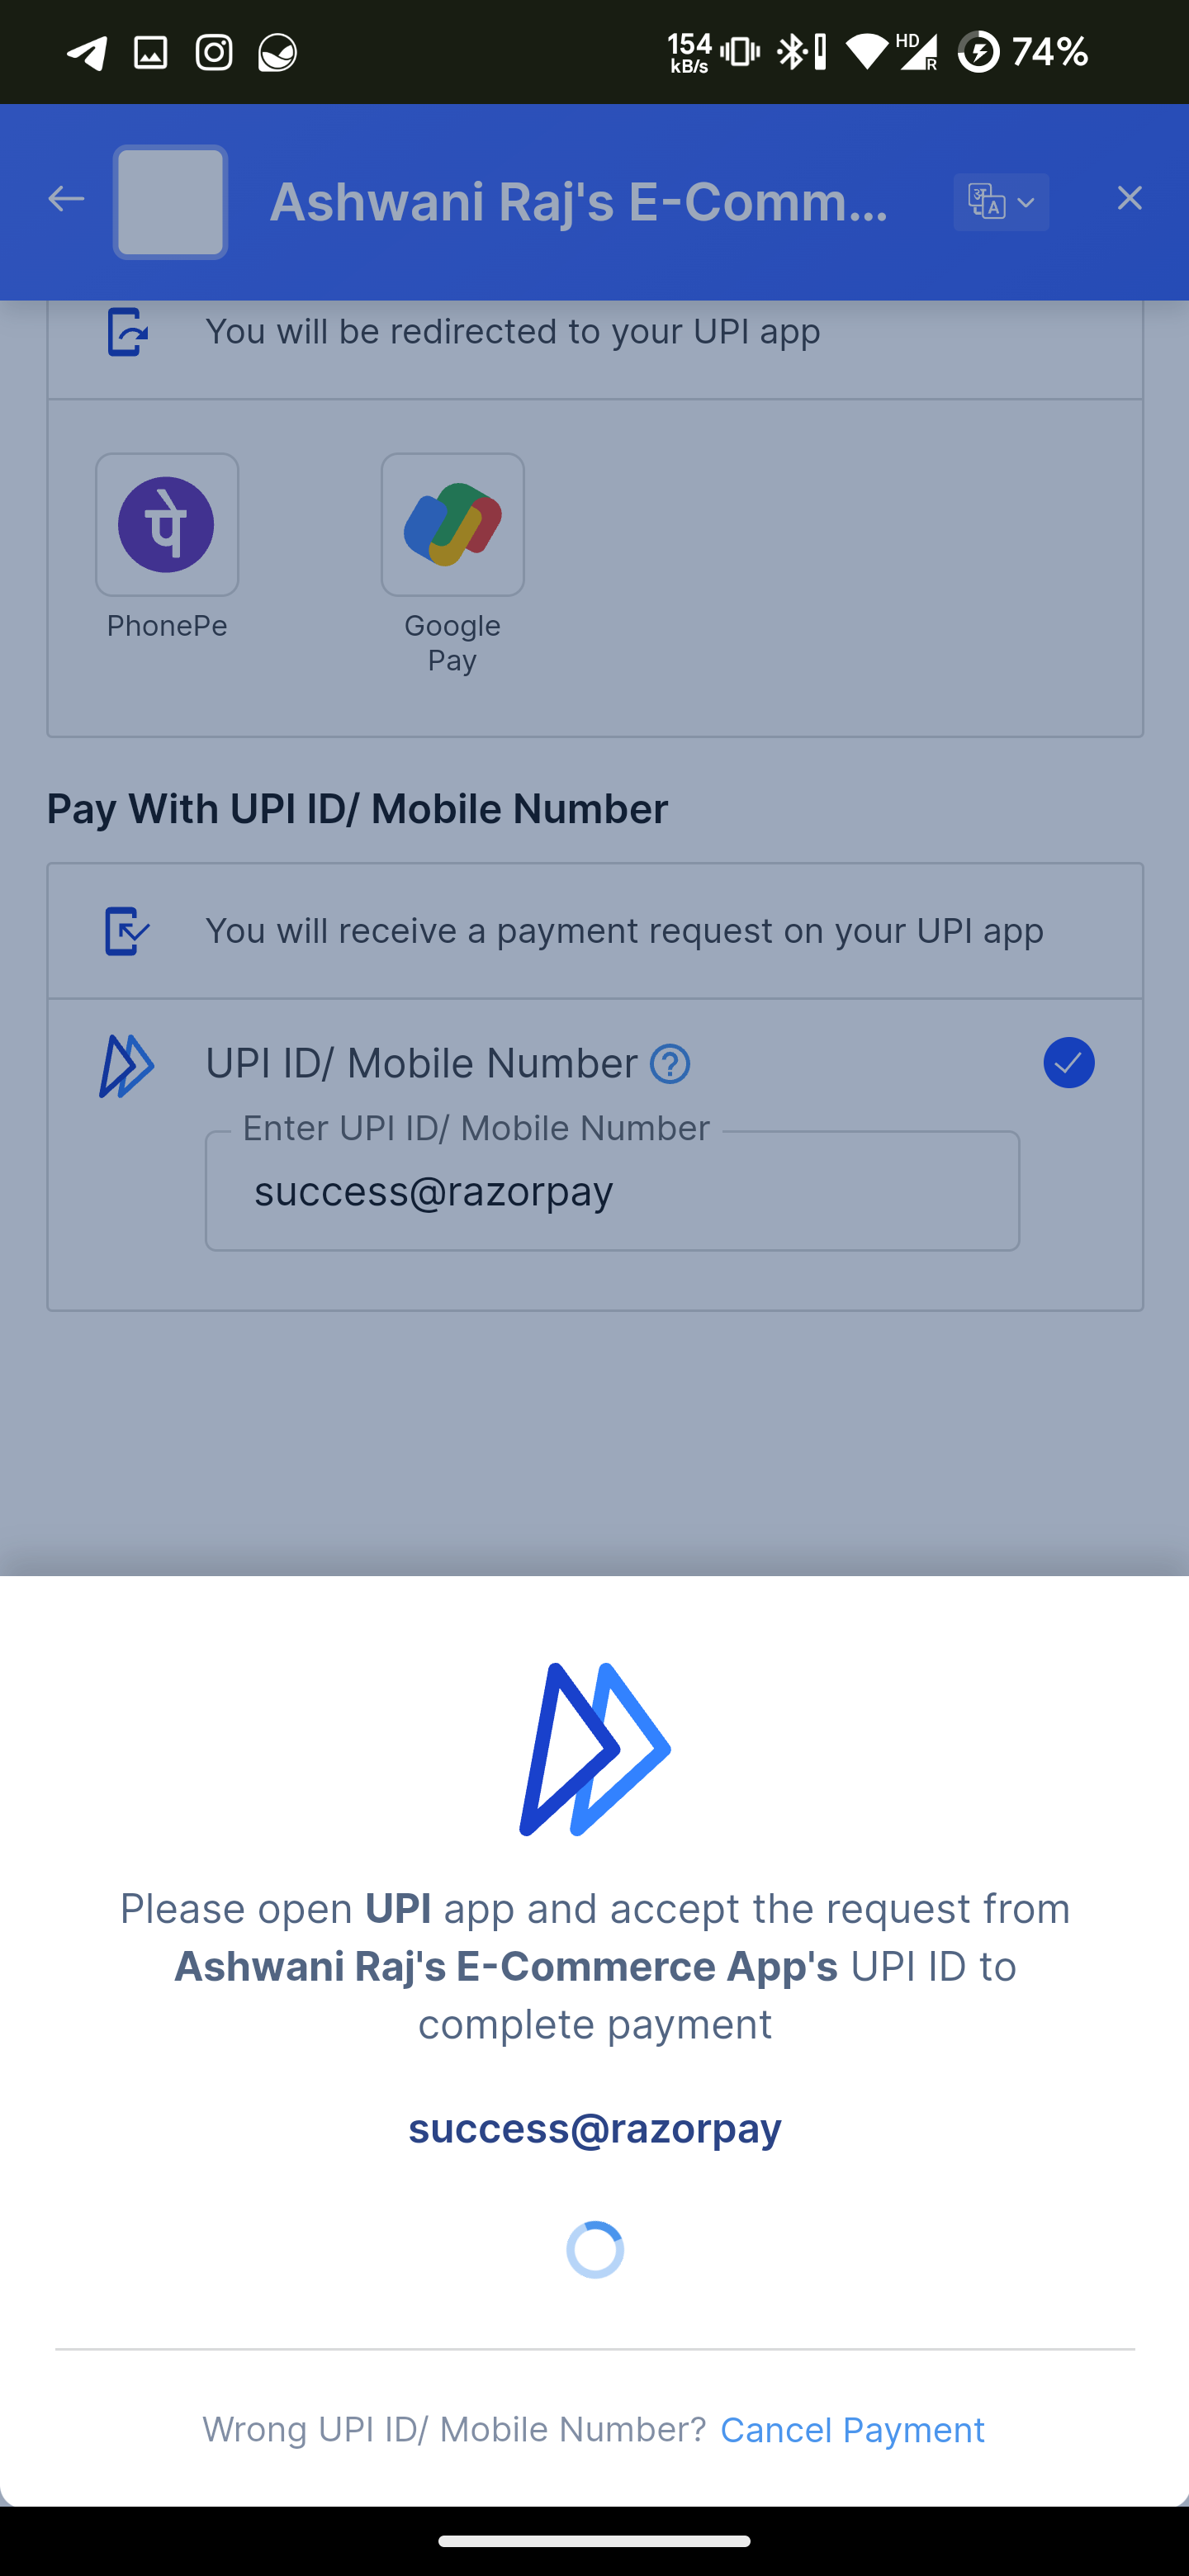 154
kB/s
HD
R
74%
Ashwani Raj's E-Comm...
अ
A
You will be redirected to your UPI app
पे
PhonePe
Google
Pay
Pay With UPI ID/ Mobile Number
You will receive a payment request on your UPI app
UPI ID/ Mobile Number ?
Enter UPI ID/ Mobile Number
success@razorpay
Please open UPI app and accept the request from
Ashwani Raj's E-Commerce App's UPI ID to
complete payment
success@razorpay
Wrong UPI ID/ Mobile Number? Cancel Payment